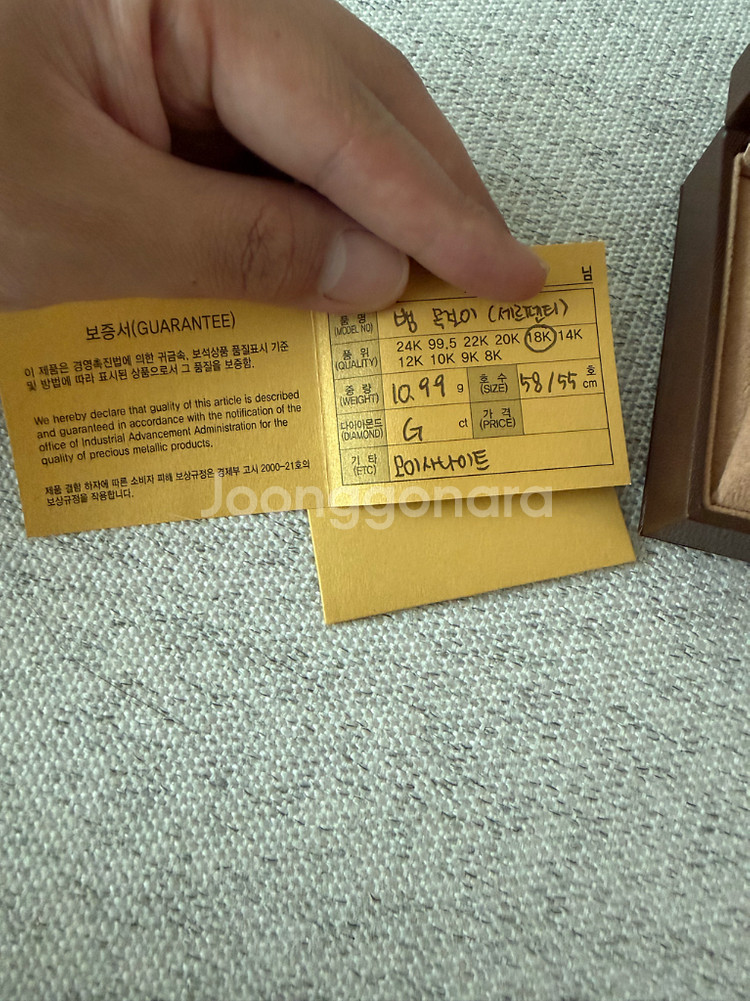 보증서(GUARANTEE)
이 제품은 경영촉진법에 의한 귀금속, 보석상품 품질표시 기준
및 방법에 따라 표시된 상품으로서 그 품질을 보증함.
We hereby declare that guality of this article is described
and guaranteed in accordance with the notification of the
office of Industrial Advancement Administration for the
quality of precious metallic products.
제품 결함 하자에 따른 소비자 피해 보상규정은 경제부 고시 2000-21호의
보상규정을 적용합니다.
님
품 명 뱀 목걸이 (세르펜티)
(MODEL NO)
품 위 24K 99.5 22K 20K 18K 14K
(QUALITY) 12K 10K 9K 8K
중 량 10.99 g 호 수 58/55 호
(WEIGHT) (SIZE) cm
다이아몬드 G ct 가 격
(DIAMOND) (PRICE)
기 타 모이사나이트
(ETC)
Joonggonara